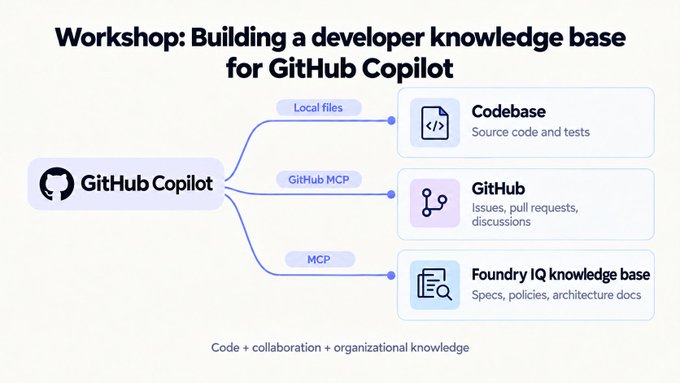 Workshop: Building a developer knowledge base
for GitHub Copilot
Local files
Codebase
Source code and tests
GitHub Copilot
GitHub MCP
GitHub
Issues, pull requests,
discussions
MCP
Foundry IQ knowledge base
Specs, policies, architecture docs
Code + collaboration + organizational knowledge